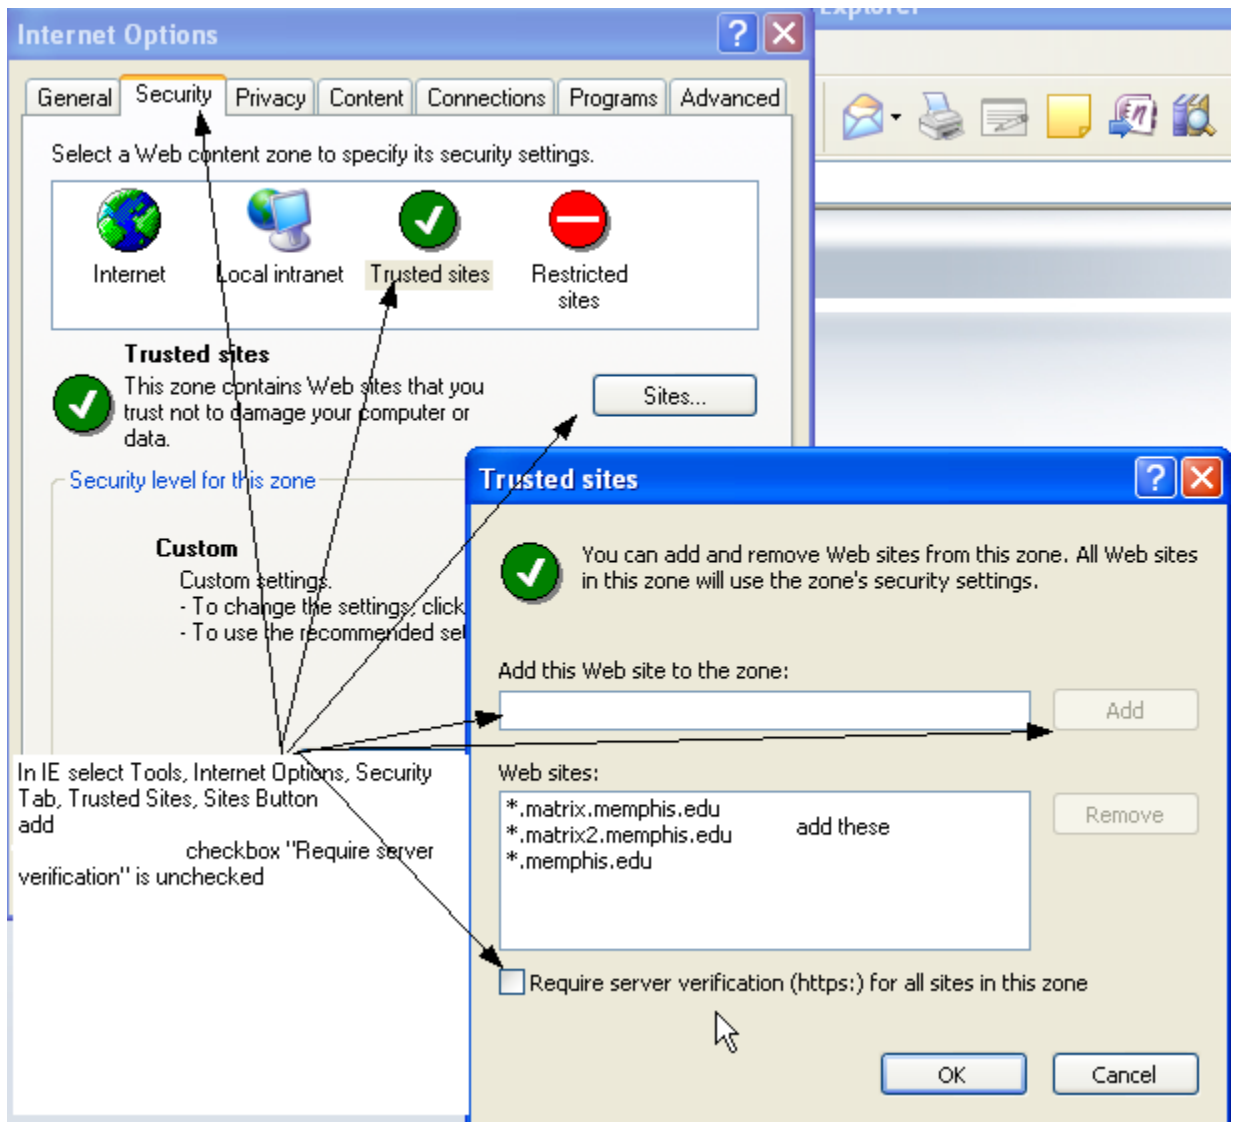 Internet Options
Explorer
General Security Privacy Content Connections Programs Advanced
Select a Web content zone to specify its security settings.
Internet
Local intranet
Trusted sites
Restricted
sites
Trusted sites
This zone contains Web sites that you
trust not to damage your computer or
data.
Sites...
Security level for this zone
Custom
Custom settings.
- To change the settings, click
- To use the recommended
In IE select Tools, Internet Options, Security
Tab, Trusted Sites, Sites Button
add
checkbox "Require server
verification" is unchecked
Trusted sites
You can add and remove Web sites from this zone. All Web sites
in this zone will use the zone's security settings.
Add this Web site to the zone:
Add
Web sites:
*.matrix.memphis.edu
*.matrix2.memphis.edu
*.memphis.edu
add these
Remove
Require server verification (https:) for all sites in this zone
OK
Cancel